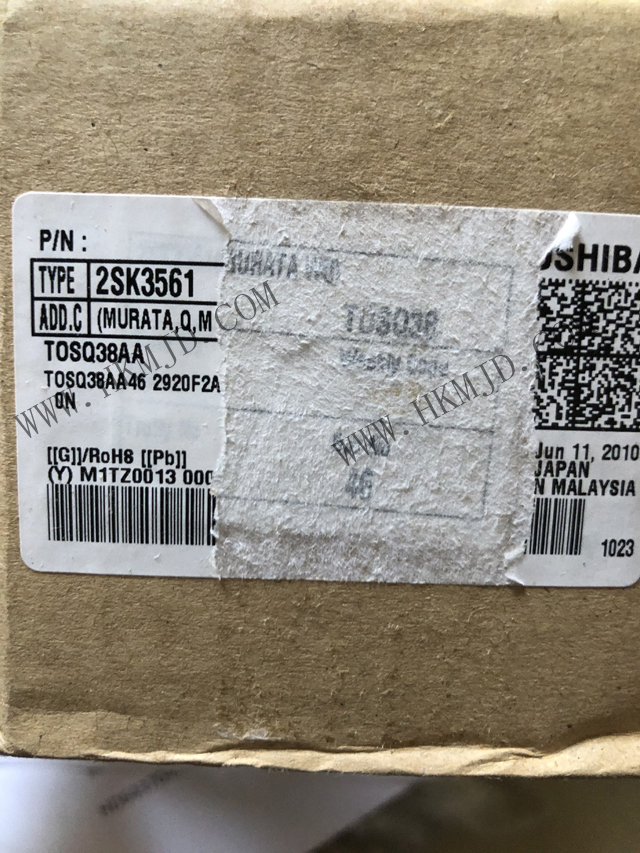 P/N :
OSHIBA
TYPE 2SK3561
ADD.C (MURATA,Q,M
TOSQ38AA
TOSQ38AA46 2920F2A
QN
[[G]]/RoHS [[Pb]]
(Y) M1TZ0013 000
TOSQ38
Weekly Code
46
Jun 11, 2010
JAPAN
N MALAYSIA
1023
WWW.HKMJD.COM
WWW.HKMJD.C